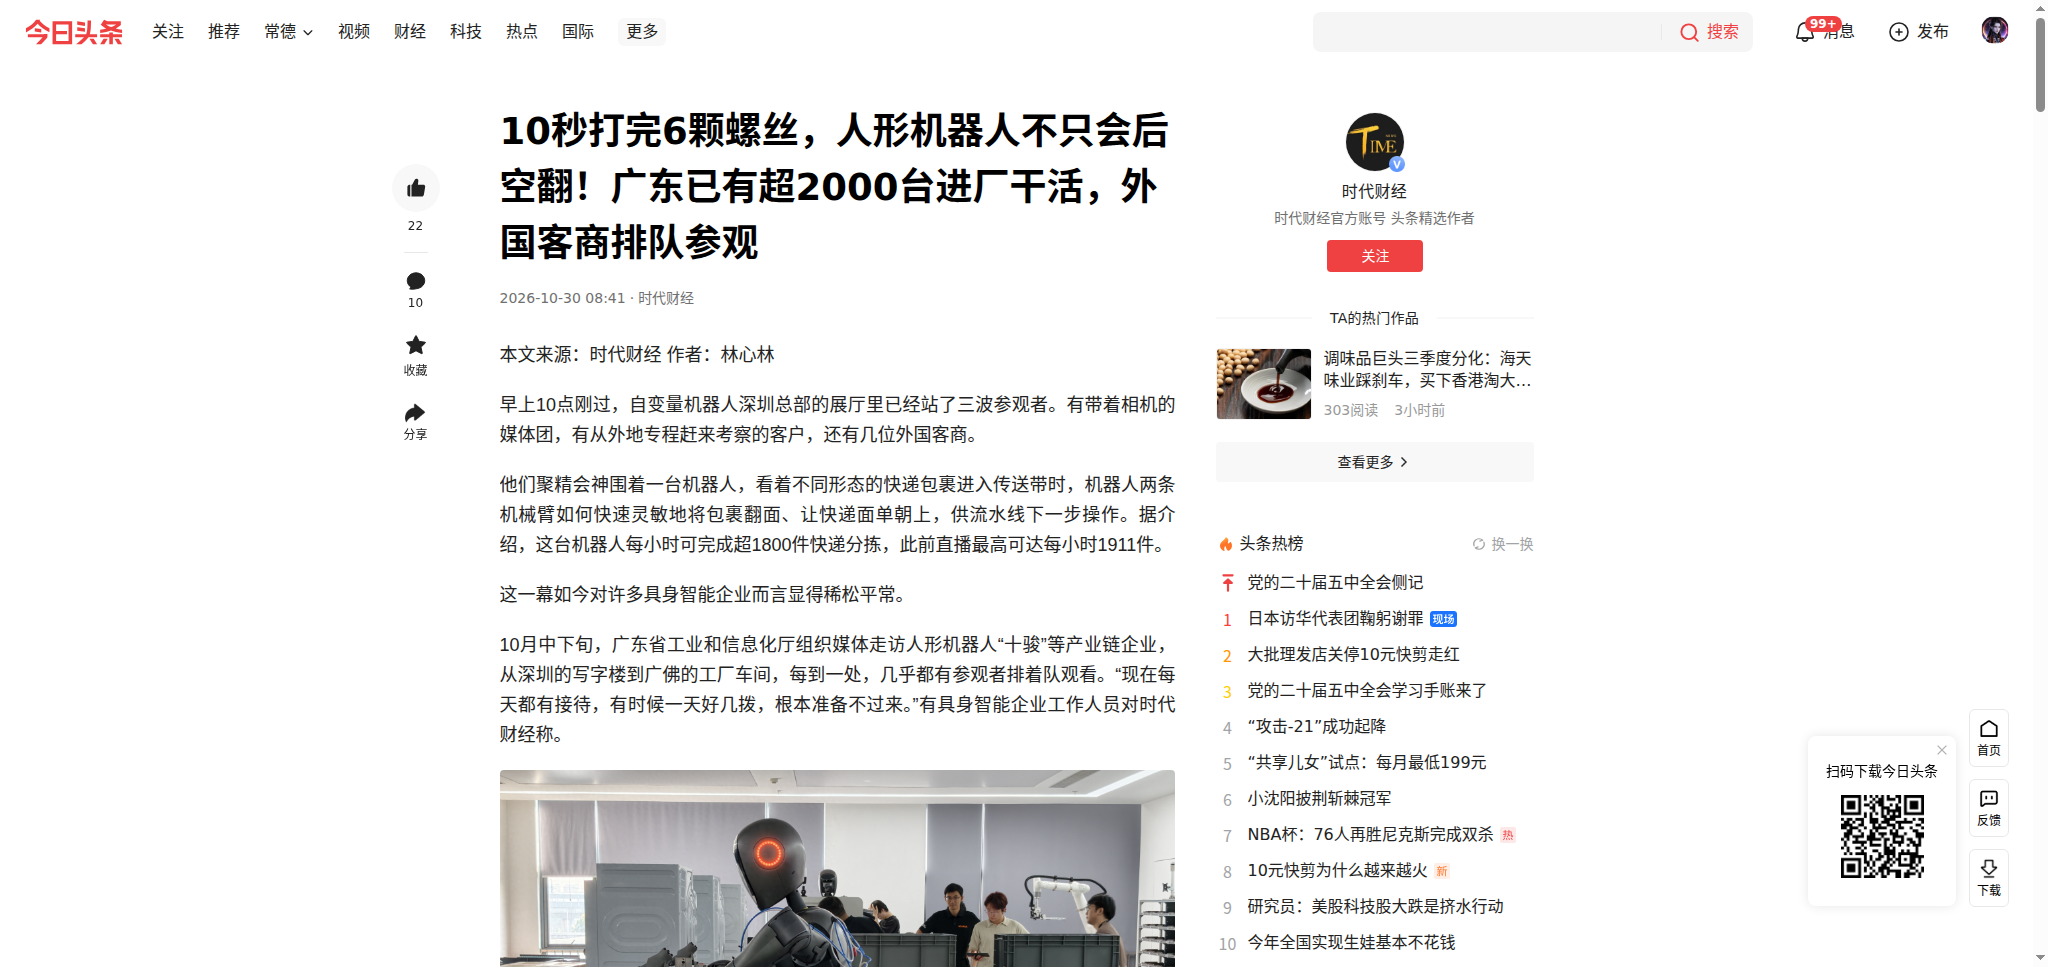 今日头条
关注 推荐 常德 视频 财经 科技 热点 国际 更多
搜索
99+
消息
发布
10秒打完6颗螺丝，人形机器人不只会后
空翻！广东已有超2000台进厂干活，外
国客商排队参观
2026-10-30 08:41 · 时代财经
22
10
收藏
分享
本文来源：时代财经 作者：林心林
早上10点刚过，自变量机器人深圳总部的展厅里已经站了三波参观者。有带着相机的
媒体团，有从外地专程赶来考察的客户，还有几位外国客商。
他们聚精会神围着一台机器人，看着不同形态的快递包裹进入传送带时，机器人两条
机械臂如何快速灵敏地将包裹翻面、让快递面单朝上，供流水线下一步操作。据介
绍，这台机器人每小时可完成超1800件快递分拣，此前直播最高可达每小时1911件。
这一幕如今对许多具身智能企业而言显得稀松平常。
10月中下旬，广东省工业和信息化厅组织媒体走访人形机器人“十骏”等产业链企业，
从深圳的写字楼到广佛的工厂车间，每到一处，几乎都有参观者排着队观看。“现在每
天都有接待，有时候一天好几拨，根本准备不过来。”有具身智能企业工作人员对时代
财经称。
TIME
V
时代财经
时代财经官方账号 头条精选作者
关注
TA的热门作品
调味品巨头三季度分化：海天
味业踩刹车，买下香港淘大...
303阅读 3小时前
查看更多
头条热榜 换一换
党的二十届五中全会侧记
1 日本访华代表团鞠躬谢罪 现场
2 大批理发店关停10元快剪走红
3 党的二十届五中全会学习手账来了
4 “攻击-21”成功起降
5 “共享儿女”试点：每月最低199元
6 小沈阳披荆斩棘冠军
7 NBA杯：76人再胜尼克斯完成双杀 热
8 10元快剪为什么越来越火 新
9 研究员：美股科技股大跌是挤水行动
10 今年全国实现生娃基本不花钱
扫码下载今日头条
首页
反馈
下载